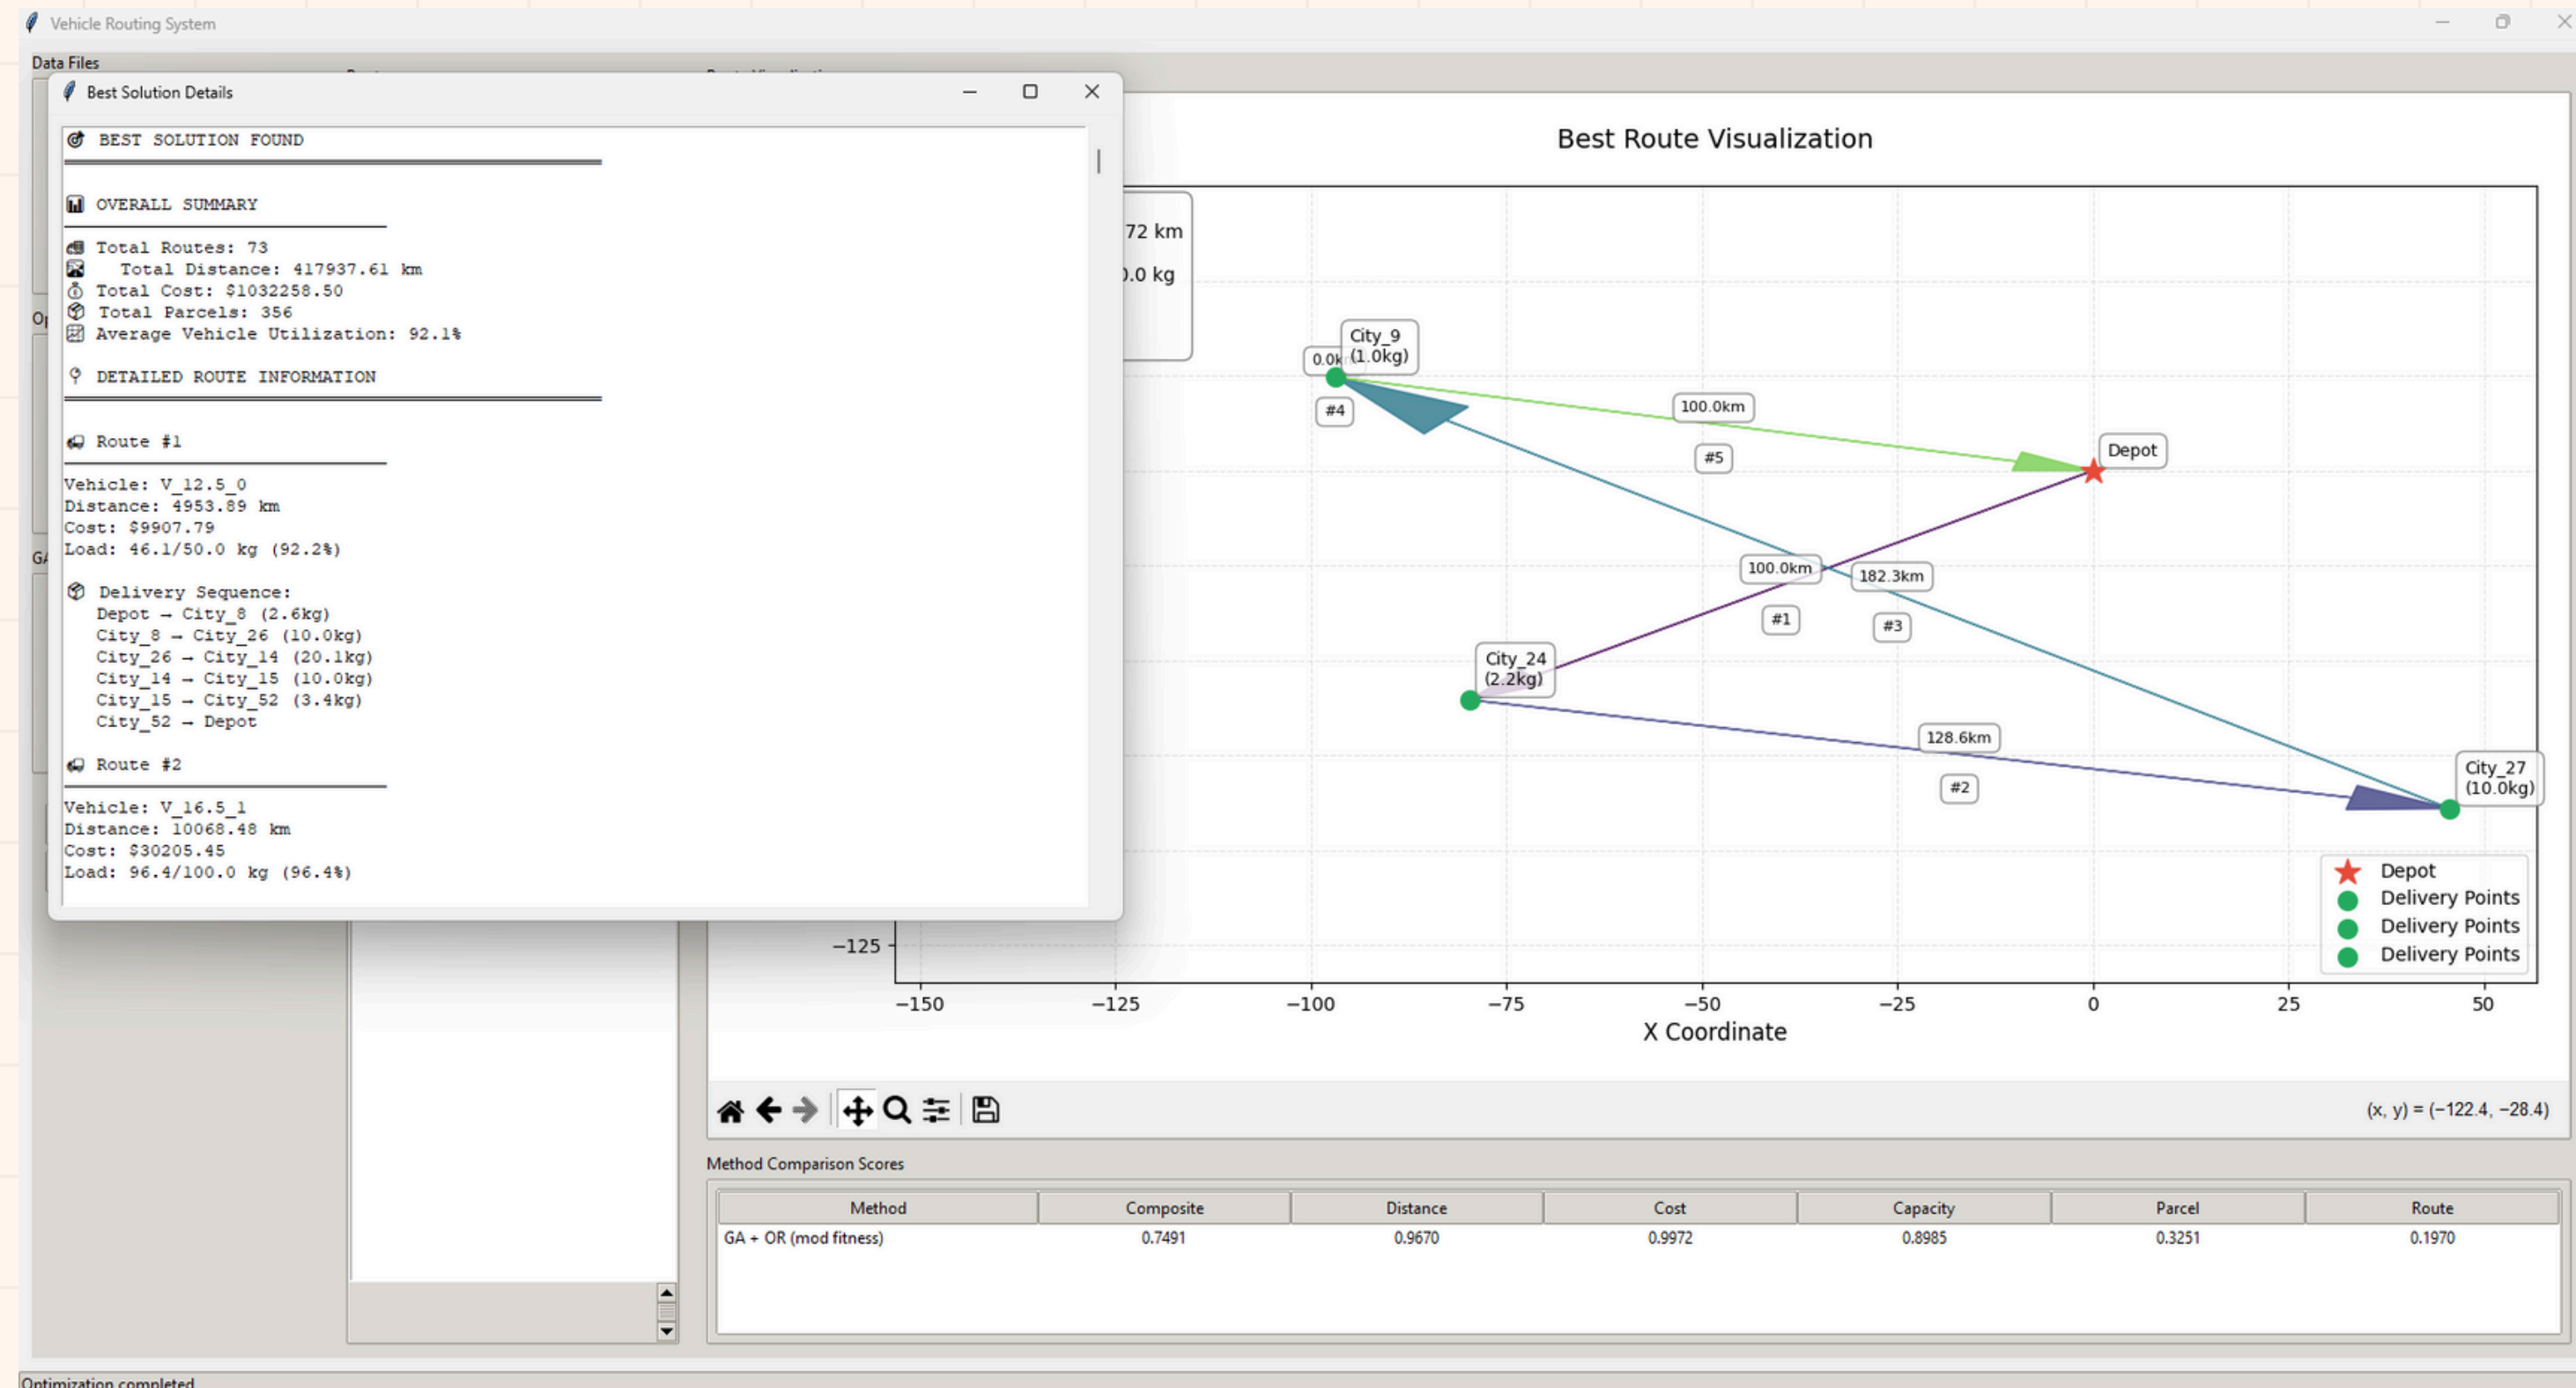 Vehicle Routing System
Data Files
Best Solution Details
BEST SOLUTION FOUND
OVERALL SUMMARY
Total Routes: 73
Total Distance: 417937.61 km
Total Cost: $1032258.50
Total Parcels: 356
Average Vehicle Utilization: 92.1%
DETAILED ROUTE INFORMATION
Route #1
Vehicle: V_12.5_0
Distance: 4953.89 km
Cost: $9907.79
Load: 46.1/50.0 kg (92.2%)
Delivery Sequence:
Depot → City_8 (2.6kg)
City_8 → City_26 (10.0kg)
City_26 → City_14 (20.1kg)
City_14 → City_15 (10.0kg)
City_15 → City_52 (3.4kg)
City_52 → Depot
Route #2
Vehicle: V_16.5_1
Distance: 10068.48 km
Cost: $30205.45
Load: 96.4/100.0 kg (96.4%)
Best Route Visualization
72 km
0.0 kg
City_9
(1.0kg)
0.0k
#4
100.0km
#5
Depot
100.0km
182.3km
#1
#3
City_24
(2.2kg)
128.6km
#2
City_27
(10.0kg)
Depot
Delivery Points
Delivery Points
Delivery Points
−125
−150 −125 −100 −75 −50 −25 0 25 50
X Coordinate
(x, y) = (−122.4, −28.4)
Method Comparison Scores
Method Composite Distance Cost Capacity Parcel Route
GA + OR (mod fitness) 0.7491 0.9670 0.9972 0.8985 0.3251 0.1970
Optimization completed